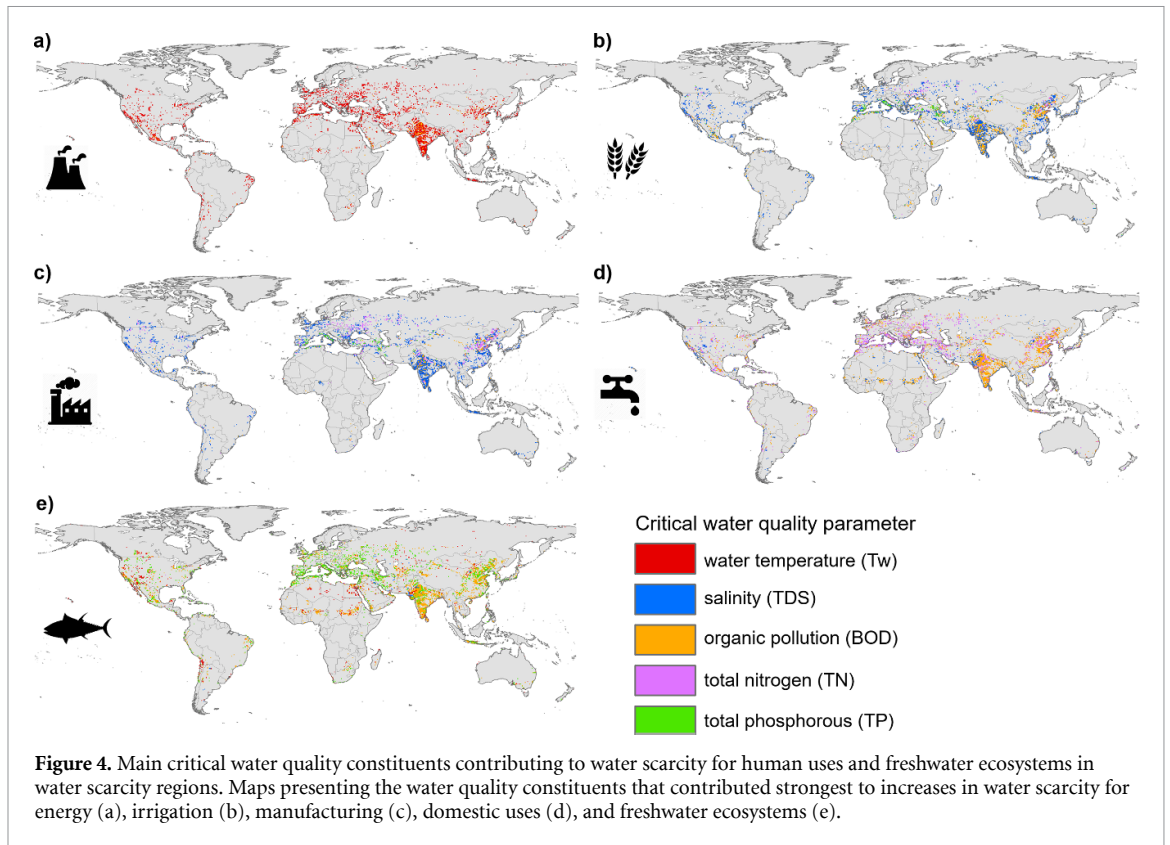 a)
b)
c)
d)
e)
Critical water quality parameter
water temperature (Tw)
salinity (TDS)
organic pollution (BOD)
total nitrogen (TN)
total phosphorous (TP)
Figure 4. Main critical water quality constituents contributing to water scarcity for human uses and freshwater ecosystems in
water scarcity regions. Maps presenting the water quality constituents that contributed strongest to increases in water scarcity for
energy (a), irrigation (b), manufacturing (c), domestic uses (d), and freshwater ecosystems (e).